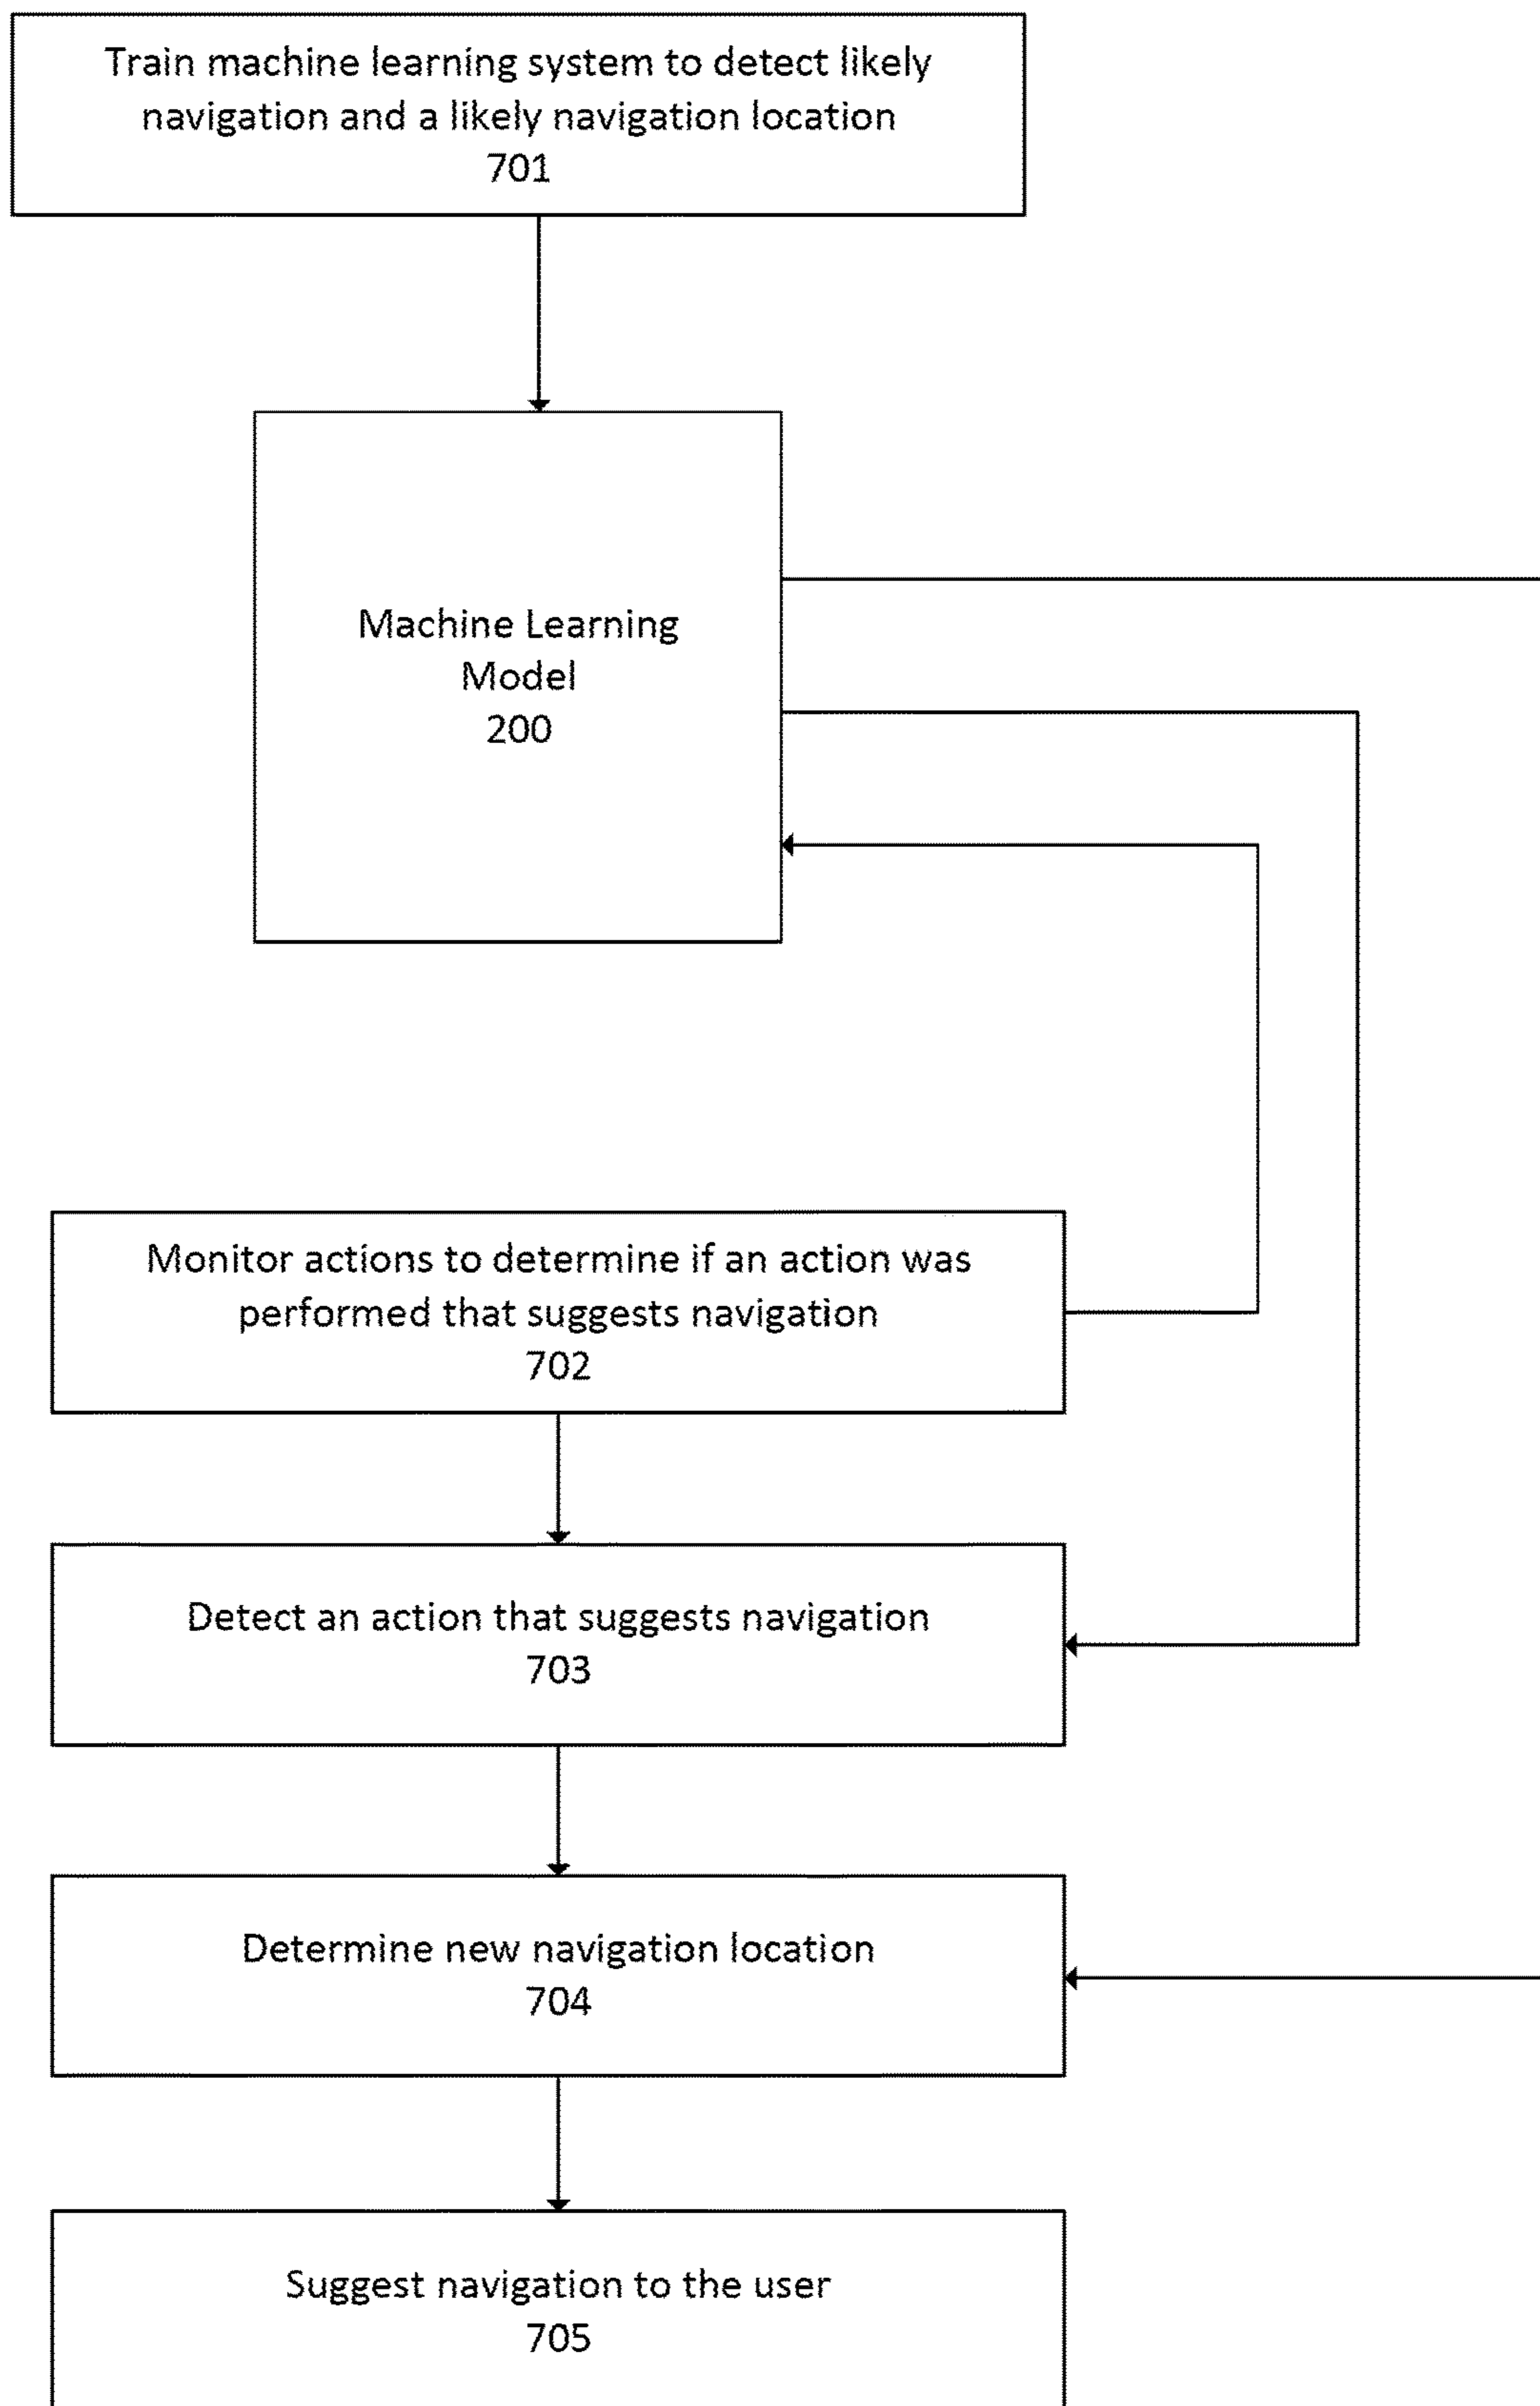 Train machine learning system to detect likely
navigation and a likely navigation location
701
Machine Learning
Model
200
Monitor actions to determine if an action was
performed that suggests navigation
702
Detect an action that suggests navigation
703
Determine new navigation location
704
Suggest navigation to the user
705